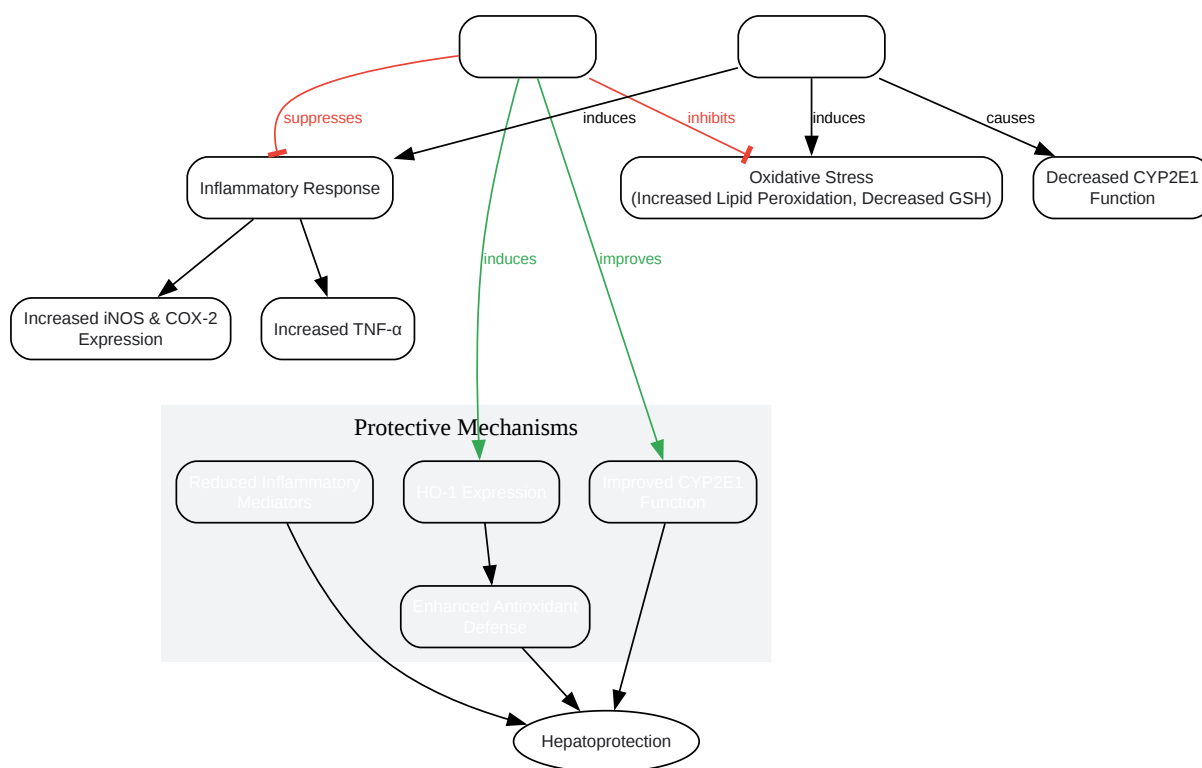 suppresses
induces
inhibits
induces
causes
Inflammatory Response
Oxidative Stress
(Increased Lipid Peroxidation, Decreased GSH)
Decreased CYP2E1
Function
induces
improves
Increased iNOS & COX-2
Expression
Increased TNF-α
Protective Mechanisms
Reduced Inflammatory
Mediators
HO-1 Expression
Improved CYP2E1
Function
Enhanced Antioxidant
Defense
Hepatoprotection